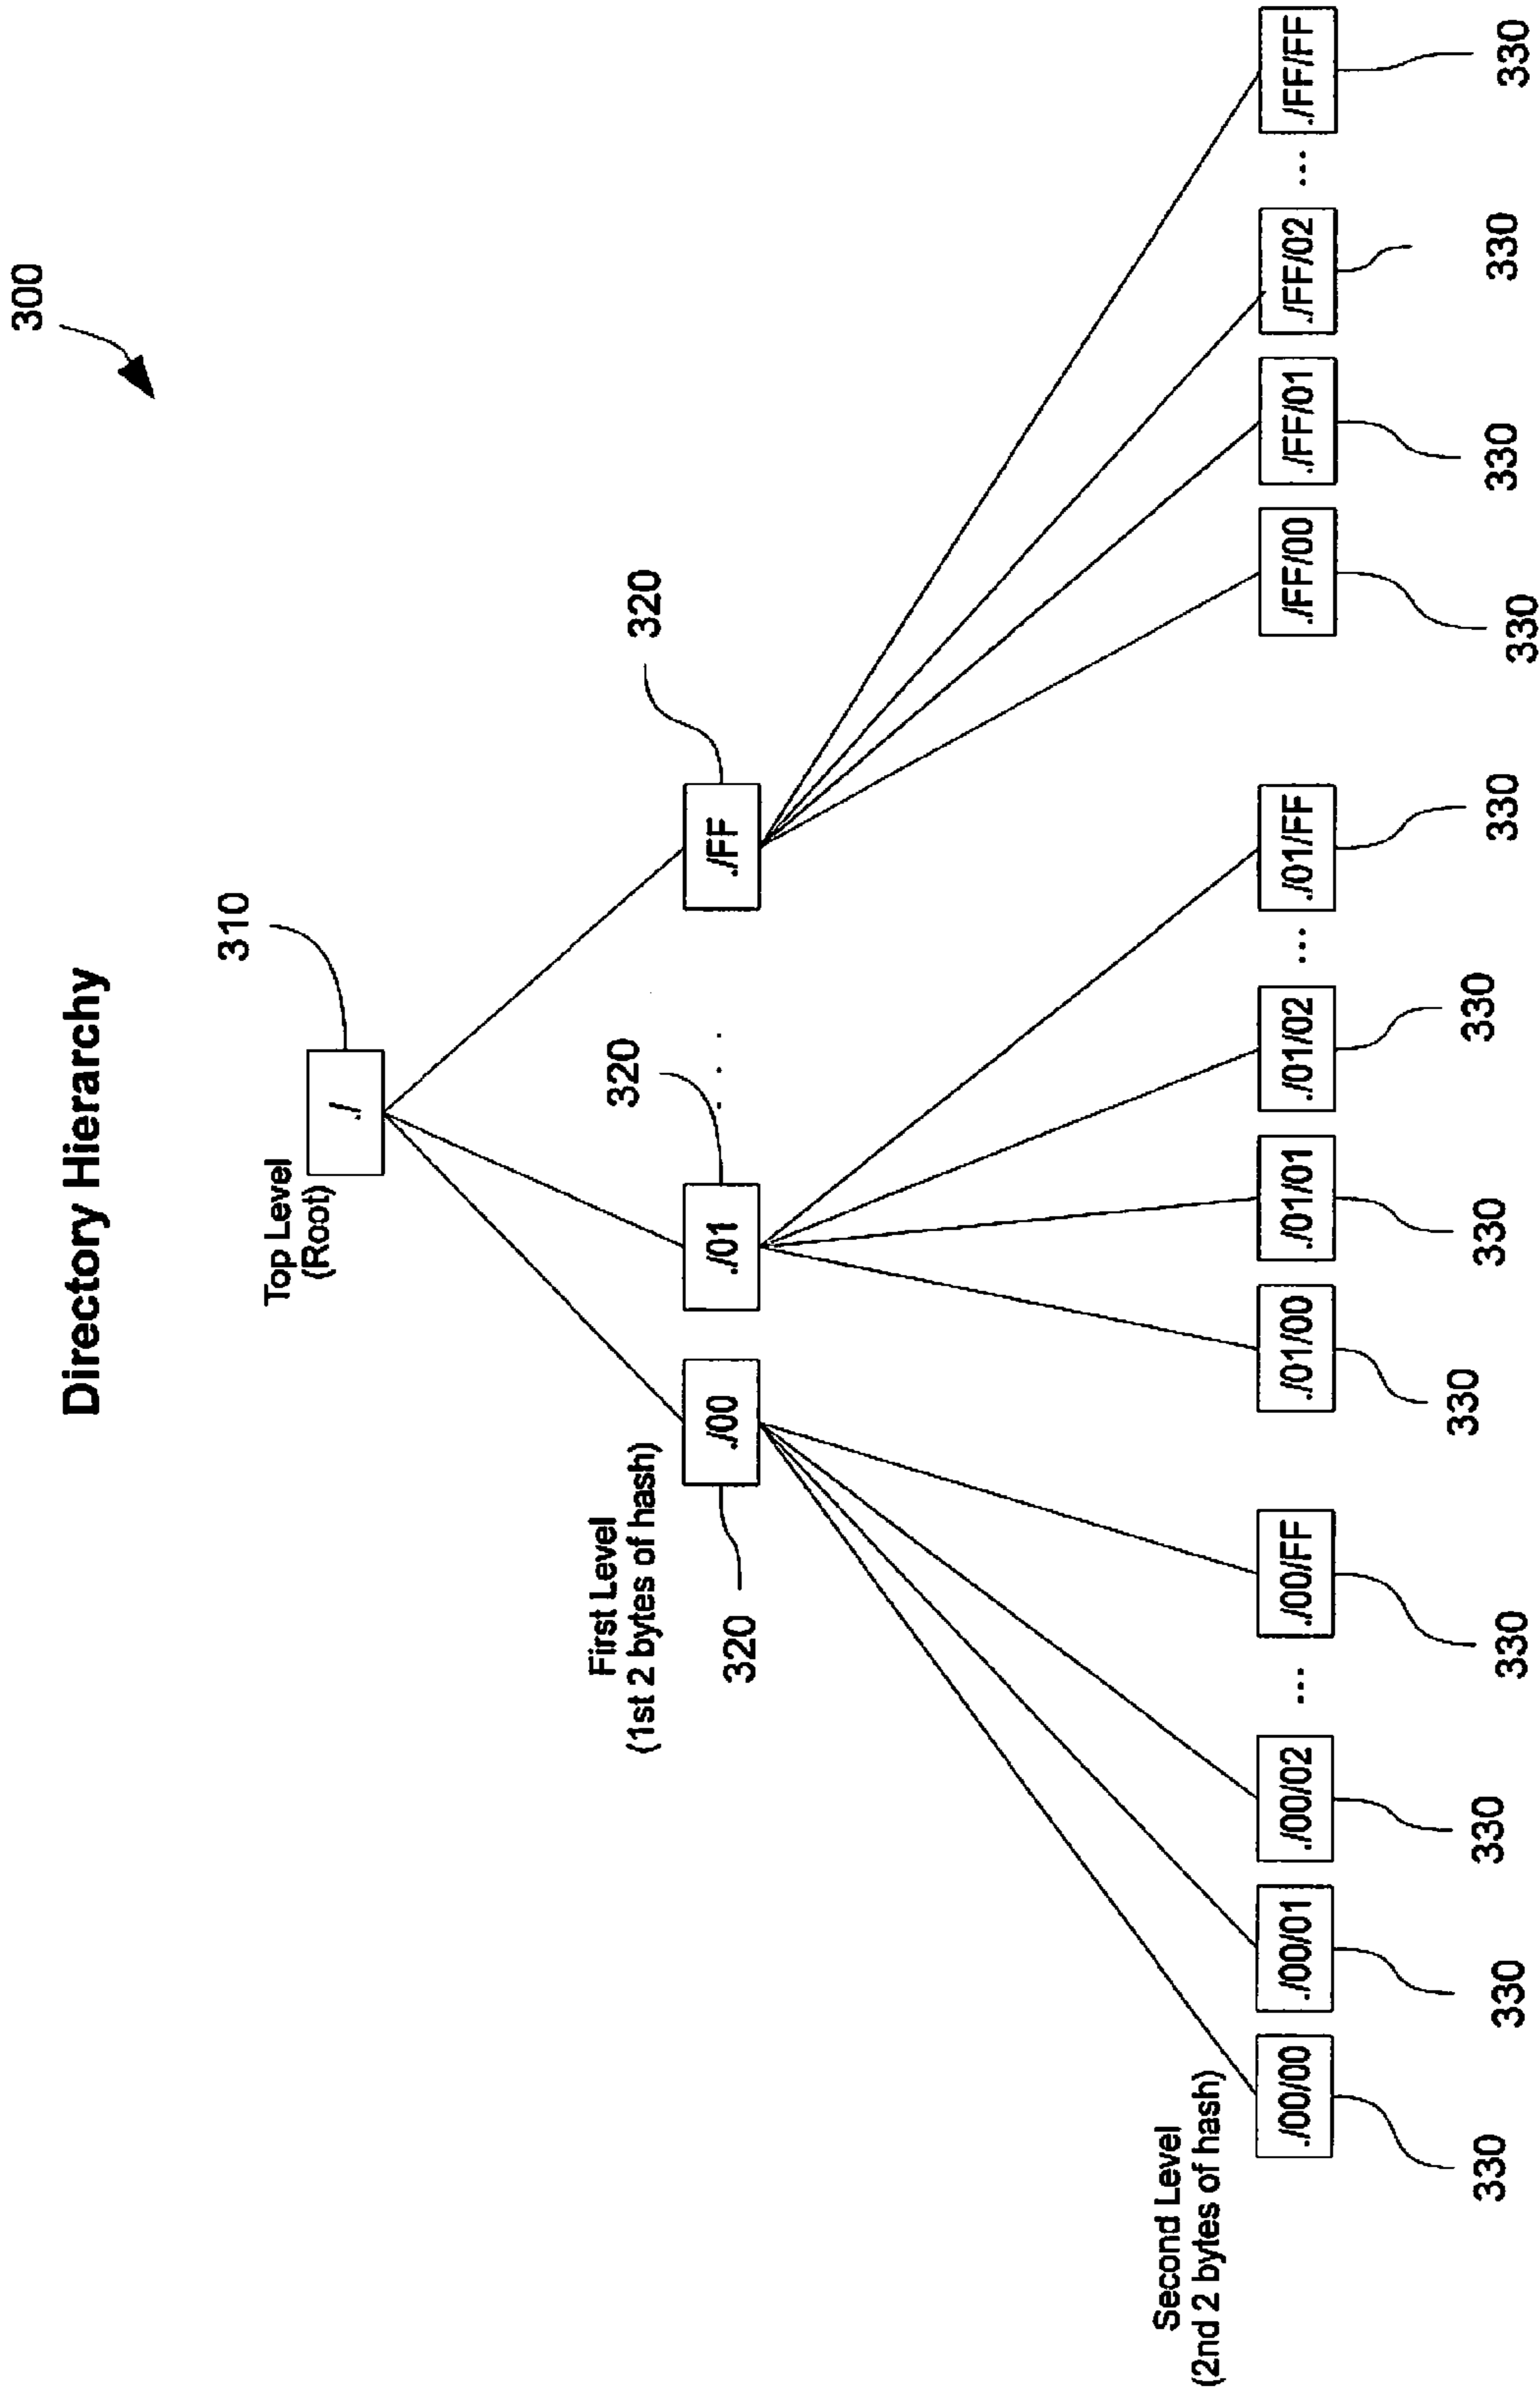 Directory Hierarchy
300
310
Top Level
(Root)
./
320
320
First Level
(1st 2 bytes of hash)
320
./00
./01
. . .
./FF
Second Level
(2nd 2 bytes of hash)
./00/00
./00/01
./00/02
...
./00/FF
./01/00
./01/01
./01/02
...
./01/FF
./FF/00
./FF/01
./FF/02
...
./FF/FF
330
330
330
330
330
330
330
330
330
330
330
330